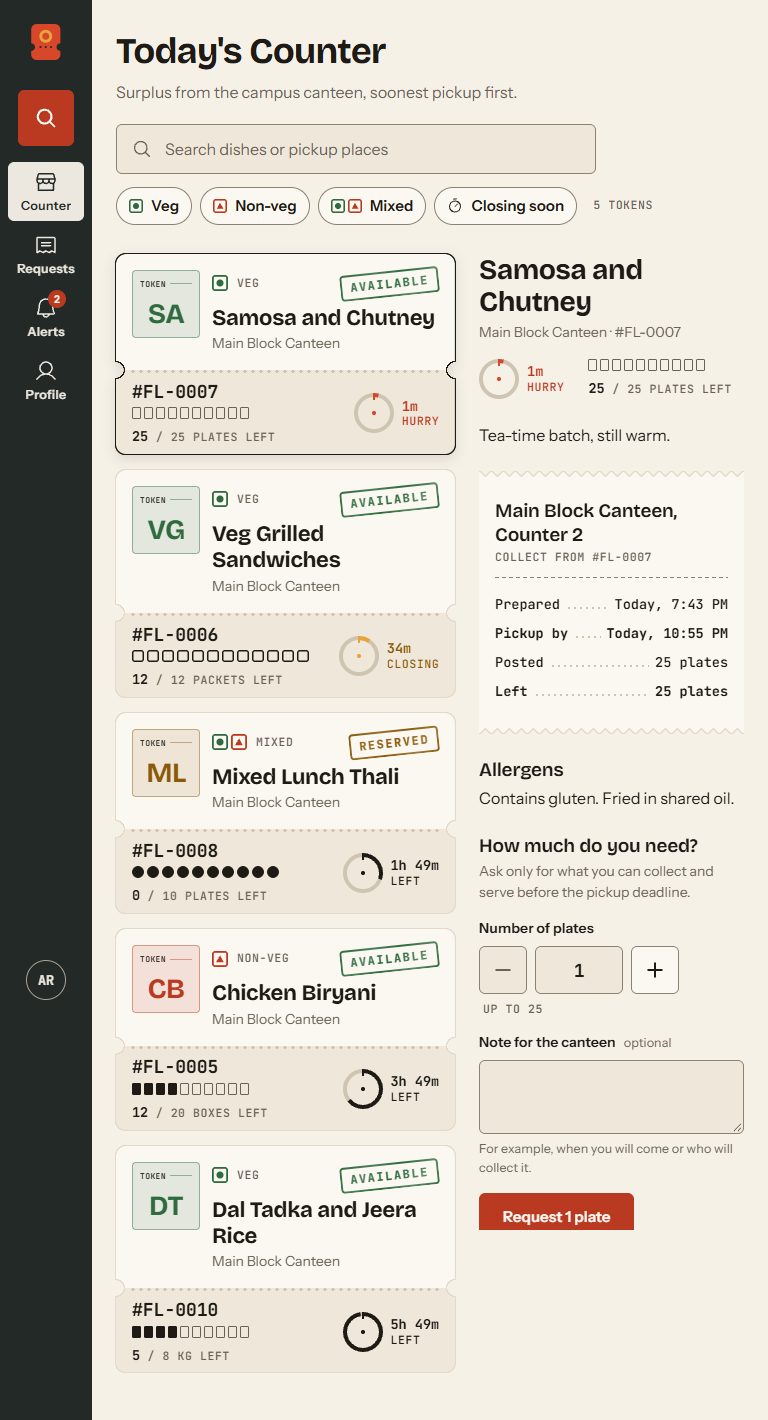 Today's Counter
Surplus from the campus canteen, soonest pickup first.
Search dishes or pickup places
Veg
Non-veg
Mixed
Closing soon
5 TOKENS
Counter
Requests
2
Alerts
Profile
AR
TOKEN
SA
VEG
AVAILABLE
Samosa and Chutney
Main Block Canteen
#FL-0007
25 / 25 PLATES LEFT
1m
HURRY
TOKEN
VG
VEG
AVAILABLE
Veg Grilled
Sandwiches
Main Block Canteen
#FL-0006
12 / 12 PACKETS LEFT
34m
CLOSING
TOKEN
ML
MIXED
RESERVED
Mixed Lunch Thali
Main Block Canteen
#FL-0008
0 / 10 PLATES LEFT
1h 49m
LEFT
TOKEN
CB
NON-VEG
AVAILABLE
Chicken Biryani
Main Block Canteen
#FL-0005
12 / 20 BOXES LEFT
3h 49m
LEFT
TOKEN
DT
VEG
AVAILABLE
Dal Tadka and Jeera
Rice
Main Block Canteen
#FL-0010
5 / 8 KG LEFT
5h 49m
LEFT
Samosa and
Chutney
Main Block Canteen · #FL-0007
1m
HURRY
25 / 25 PLATES LEFT
Tea-time batch, still warm.
Main Block Canteen,
Counter 2
COLLECT FROM #FL-0007
Prepared ....... Today, 7:43 PM
Pickup by ..... Today, 10:55 PM
Posted ................. 25 plates
Left .................... 25 plates
Allergens
Contains gluten. Fried in shared oil.
How much do you need?
Ask only for what you can collect and
serve before the pickup deadline.
Number of plates
1
UP TO 25
Note for the canteen optional
For example, when you will come or who will
collect it.
Request 1 plate